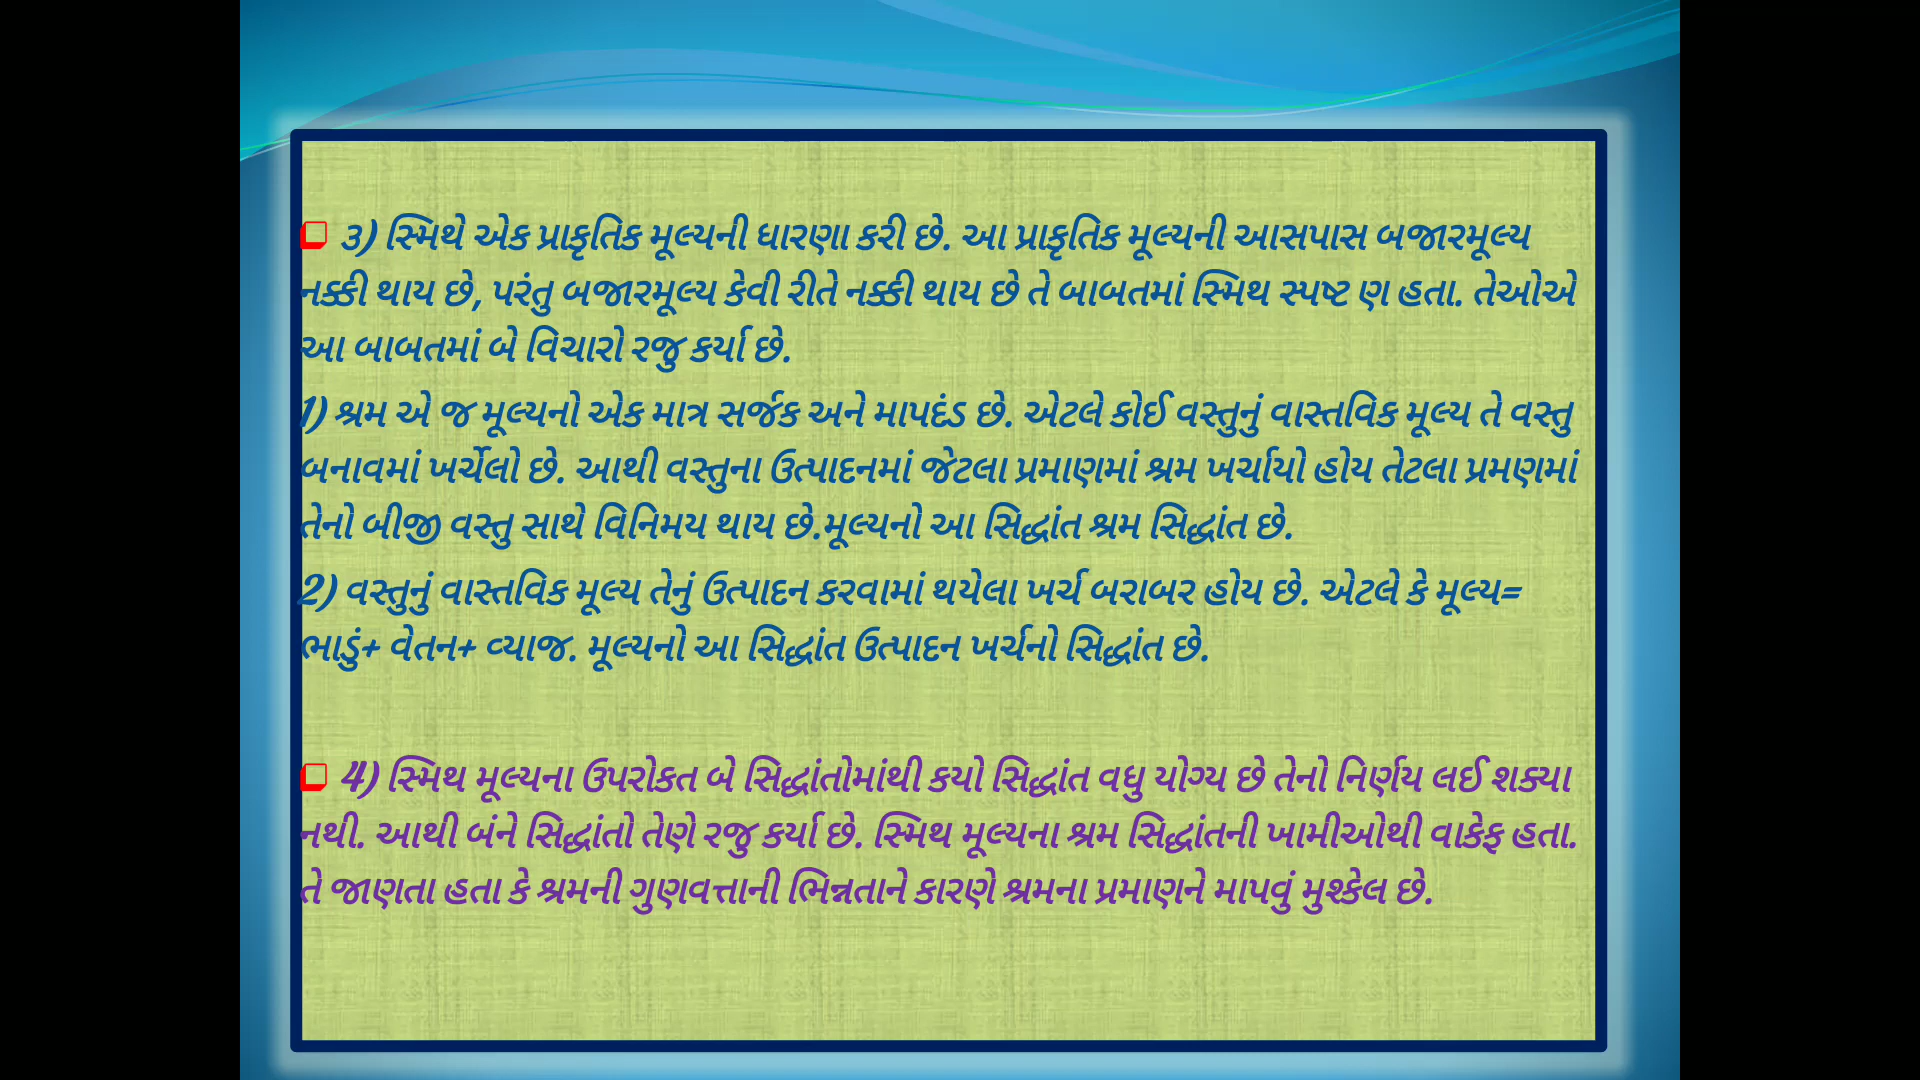 ૩) સ્મિથે એક પ્રાકૃતિક મૂલ્યની ધારણા કરી છે. આ પ્રાકૃતિક મૂલ્યની આસપાસ બજારમૂલ્ય
નક્કી થાય છે, પરંતુ બજારમૂલ્ય કેવી રીતે નક્કી થાય છે તે બાબતમાં સ્મિથ સ્પષ્ટ ણ હતા. તેઓએ
આ બાબતમાં બે વિચારો રજુ કર્યા છે.
1) શ્રમ એ જ મૂલ્યનો એક માત્ર સર્જક અને માપદંડ છે. એટલે કોઈ વસ્તુનું વાસ્તવિક મૂલ્ય તે વસ્તુ
બનાવમાં ખર્ચેલો છે. આથી વસ્તુના ઉત્પાદનમાં જેટલા પ્રમાણમાં શ્રમ ખર્ચાયો હોય તેટલા પ્રમણમાં
તેનો બીજી વસ્તુ સાથે વિનિમય થાય છે.મૂલ્યનો આ સિદ્ધાંત શ્રમ સિદ્ધાંત છે.
2) વસ્તુનું વાસ્તવિક મૂલ્ય તેનું ઉત્પાદન કરવામાં થયેલા ખર્ચ બરાબર હોય છે. એટલે કે મૂલ્ય=
ભાડું+ વેતન+ વ્યાજ. મૂલ્યનો આ સિદ્ધાંત ઉત્પાદન ખર્ચનો સિદ્ધાંત છે.
4) સ્મિથ મૂલ્યના ઉપરોકત બે સિદ્ધાંતોમાંથી કયો સિદ્ધાંત વધુ યોગ્ય છે તેનો નિર્ણય લઈ શક્યા
નથી. આથી બંને સિદ્ધાંતો તેણે રજુ કર્યા છે. સ્મિથ મૂલ્યના શ્રમ સિદ્ધાંતની ખામીઓથી વાકેફ હતા.
તે જાણતા હતા કે શ્રમની ગુણવત્તાની ભિન્નતાને કારણે શ્રમના પ્રમાણને માપવું મુશ્કેલ છે.